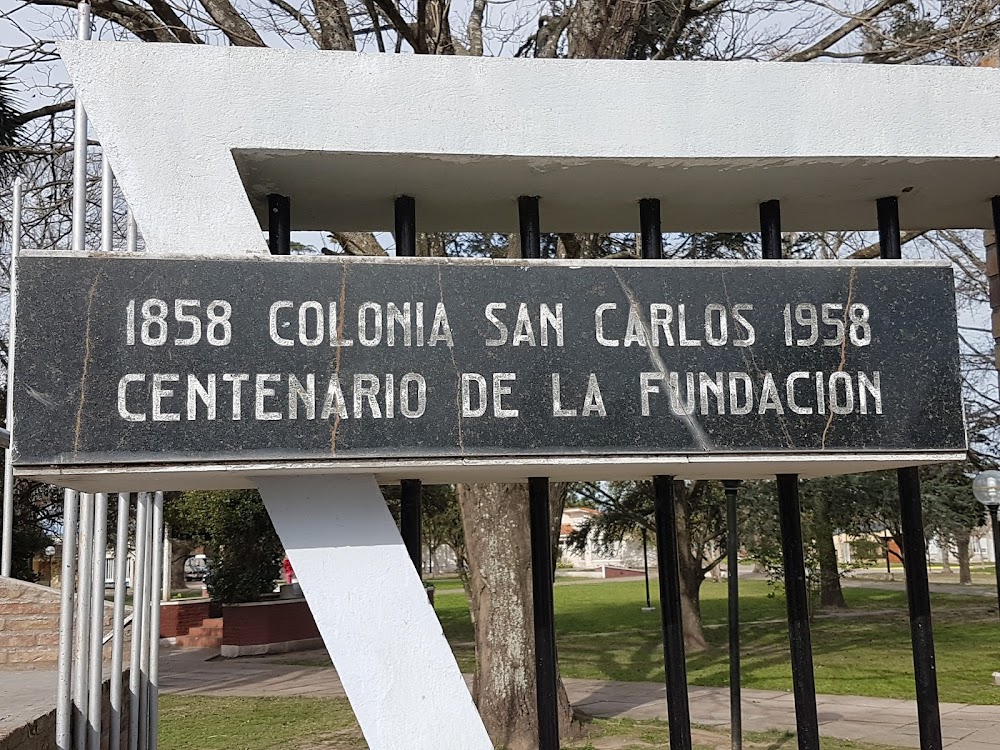 1858 COLONIA SAN CARLOS 1958
CENTENARIO DE LA FUNDACION